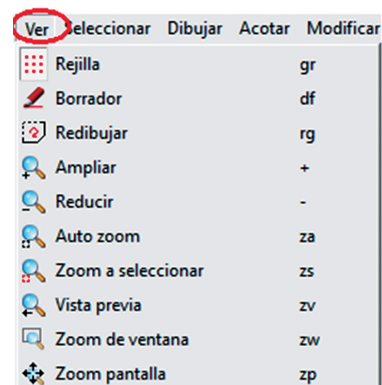 Ver Seleccionar Dibujar Acotar Modificar
Rejilla gr
Borrador df
Redibujar rg
Ampliar +
Reducir -
Auto zoom za
Zoom a seleccionar zs
Vista previa zv
Zoom de ventana zw
Zoom pantalla zp